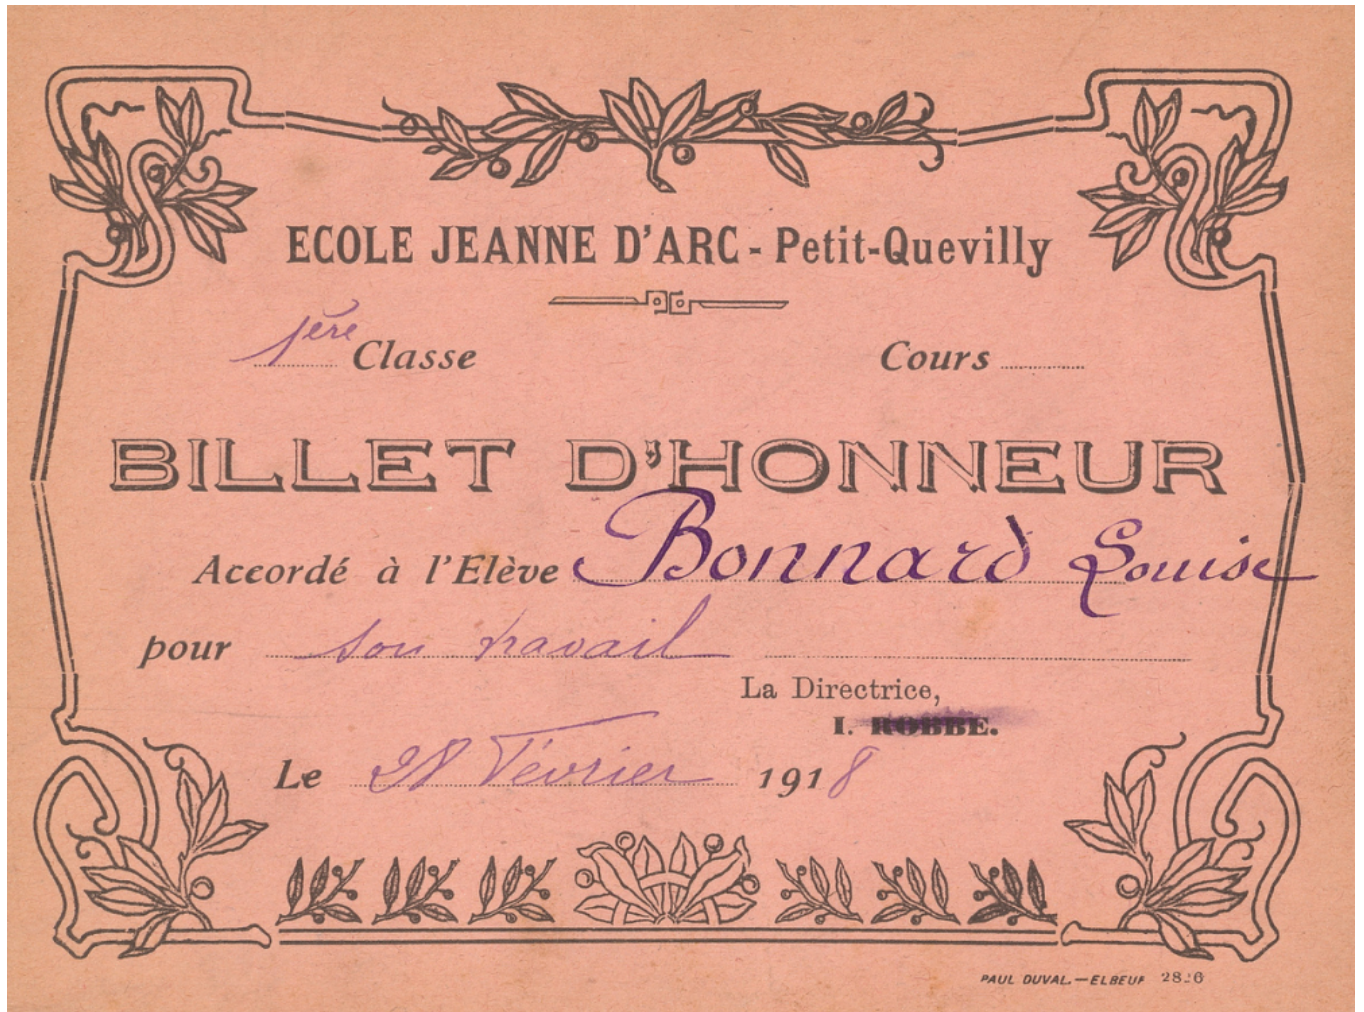 ECOLE JEANNE D'ARC - Petit-Quevilly
1ère Classe Cours
BILLET D'HONNEUR
Accordé à l'Elève Bonnard Louise
pour son travail
La Directrice,
I. ROBBE.
Le 28 Février 1918
PAUL DUVAL. — ELBEUF